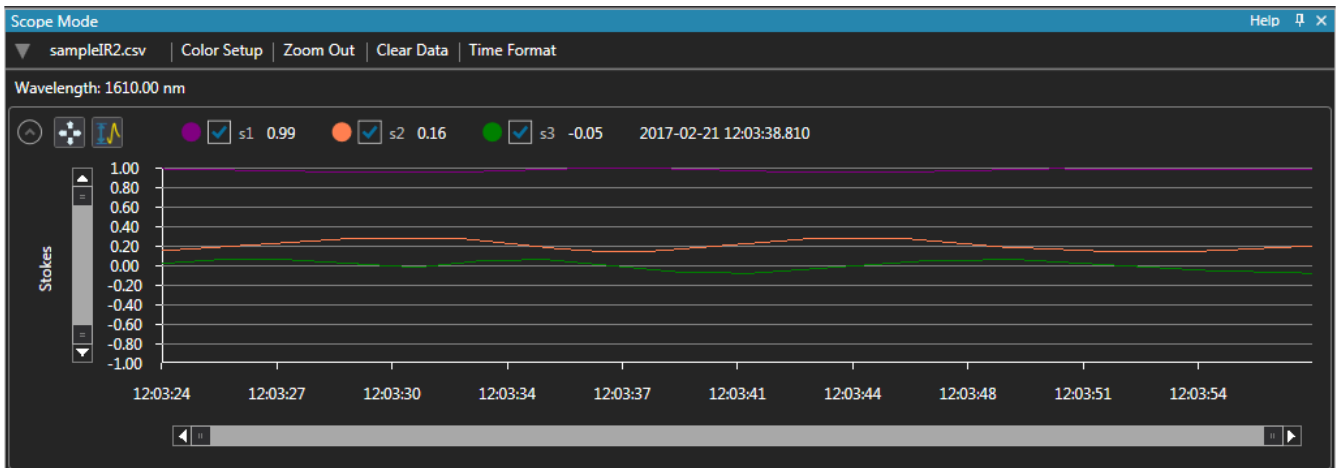 Scope Mode Help
sampleIR2.csv | Color Setup | Zoom Out | Clear Data | Time Format
Wavelength: 1610.00 nm
s1 0.99 s2 0.16 s3 -0.05 2017-02-21 12:03:38.810
Stokes
1.00
0.80
0.60
0.40
0.20
0.00
-0.20
-0.40
-0.60
-0.80
-1.00
12:03:24 12:03:27 12:03:30 12:03:34 12:03:37 12:03:41 12:03:44 12:03:48 12:03:51 12:03:54